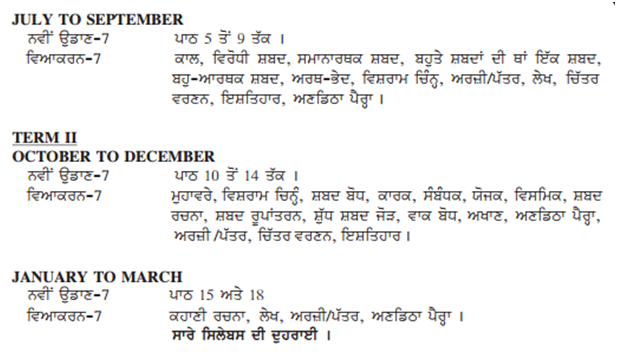 JULY TO SEPTEMBER
ਨਵੀਂ ਉਡਾਣ-7 ਪਾਠ 5 ਤੋਂ 9 ਤੱਕ ।
ਵਿਆਕਰਨ-7 ਕਾਲ, ਵਿਰੋਧੀ ਸ਼ਬਦ, ਸਮਾਨਾਰਥਕ ਸ਼ਬਦ, ਬਹੁਤੇ ਸ਼ਬਦਾਂ ਦੀ ਥਾਂ ਇੱਕ ਸ਼ਬਦ,
ਬਹੁ-ਆਰਥਕ ਸ਼ਬਦ, ਅਰਥ-ਭੇਦ, ਵਿਸ਼ਰਾਮ ਚਿੰਨ੍ਹ, ਅਰਜ਼ੀ/ਪੱਤਰ, ਲੇਖ, ਚਿੱਤਰ
ਵਰਣਨ, ਇਸ਼ਤਿਹਾਰ, ਅਣਡਿਠਾ ਪੈਰ੍ਹਾ ।
TERM II
OCTOBER TO DECEMBER
ਨਵੀਂ ਉਡਾਣ-7 ਪਾਠ 10 ਤੋਂ 14 ਤੱਕ ।
ਵਿਆਕਰਨ-7 ਮੁਹਾਵਰੇ, ਵਿਸ਼ਰਾਮ ਚਿਨ੍ਹੰ, ਸ਼ਬਦ ਬੋਧ, ਕਾਰਕ, ਸੰਬੰਧਕ, ਯੋਜਕ, ਵਿਸਮਿਕ, ਸ਼ਬਦ
ਰਚਨਾ, ਸ਼ਬਦ ਰੂਪਾਂਤਰਨ, ਸ਼ੁੱਧ ਸ਼ਬਦ ਜੋੜ, ਵਾਕ ਬੋਧ, ਅਖਾਣ, ਅਣਡਿਠਾ ਪੈਰ੍ਹਾ,
ਅਰਜ਼ੀ /ਪੱਤਰ, ਚਿੱਤਰ ਵਰਣਨ, ਇਸ਼ਤਿਹਾਰ ।
JANUARY TO MARCH
ਨਵੀਂ ਉਡਾਣ-7 ਪਾਠ 15 ਅਤੇ 18
ਵਿਆਕਰਨ-7 ਕਹਾਣੀ ਰਚਨਾ, ਲੇਖ, ਅਰਜ਼ੀ/ਪੱਤਰ, ਅਣਡਿਠਾ ਪੈਰ੍ਹਾ ।
ਸਾਰੇ ਸਿਲੇਬਸ ਦੀ ਦੁਹਰਾਈ ।